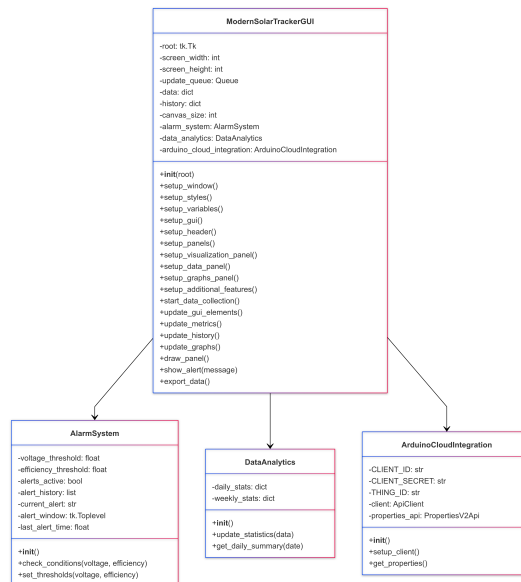 ModernSolarTrackerGUI
-root: tk.Tk
-screen_width: int
-screen_height: int
-update_queue: Queue
-data: dict
-history: dict
-canvas_size: int
-alarm_system: AlarmSystem
-data_analytics: DataAnalytics
-arduino_cloud_integration: ArduinoCloudIntegration
+init(root)
+setup_window()
+setup_styles()
+setup_variables()
+setup_gui()
+setup_header()
+setup_panels()
+setup_visualization_panel()
+setup_data_panel()
+setup_graphs_panel()
+setup_additional_features()
+start_data_collection()
+update_gui_elements()
+update_metrics()
+update_history()
+update_graphs()
+draw_panel()
+show_alert(message)
+export_data()
AlarmSystem
-voltage_threshold: float
-efficiency_threshold: float
-alerts_active: bool
-alert_history: list
-current_alert: str
-alert_window: tk.Toplevel
-last_alert_time: float
+init()
+check_conditions(voltage, efficiency)
+set_thresholds(voltage, efficiency)
DataAnalytics
-daily_stats: dict
-weekly_stats: dict
+init()
+update_statistics(data)
+get_daily_summary(date)
ArduinoCloudIntegration
-CLIENT_ID: str
-CLIENT_SECRET: str
-THING_ID: str
-client: ApiClient
-properties_api: PropertiesV2Api
+init()
+setup_client()
+get_properties()